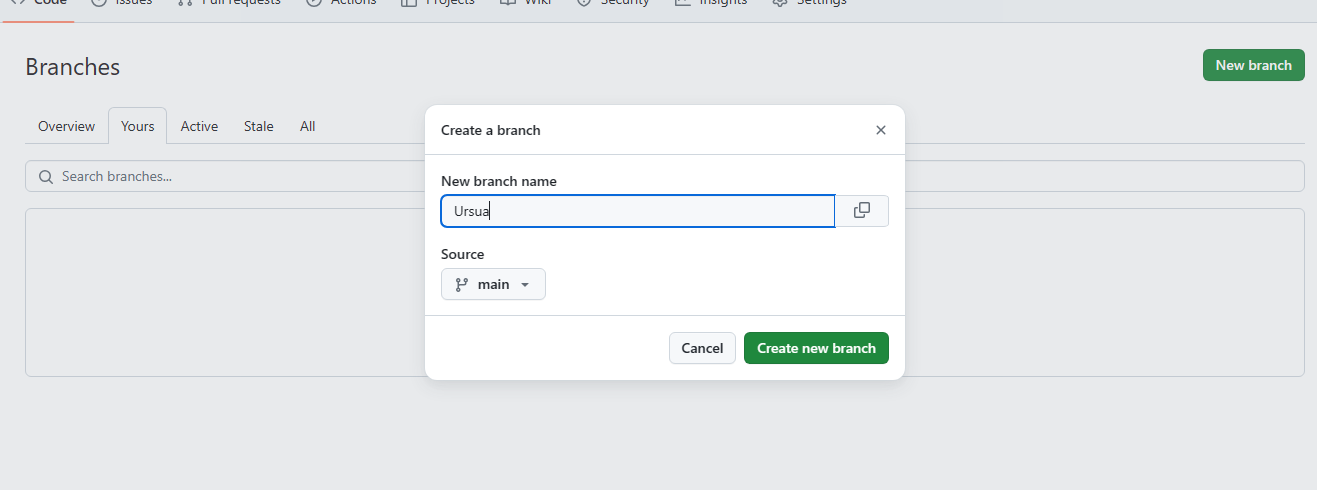 Code Issues Pull requests Actions Projects Wiki Security Insights Settings
Branches
New branch
Overview Yours Active Stale All
Search branches...
Create a branch
New branch name
Ursua
Source
main
Cancel Create new branch